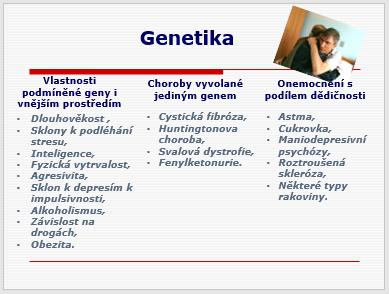 Genetika
Vlastnosti
podmíněné geny i
vnějším prostředím
• Dlouhověkost ,
• Sklony k podléhání
stresu,
• Inteligence,
• Fyzická vytrvalost,
• Agresivita,
• Sklon k depresím k
impulsivnosti,
• Alkoholismus,
• Závislost na
drogách,
• Obezita.
Choroby vyvolané
jediným genem
• Cystická fibróza,
• Huntingtonova
choroba,
• Svalová dystrofie,
• Fenylketonurie.
Onemocnění s
podílem dědičnosti
• Astma,
• Cukrovka,
• Maniodepresivní
psychózy,
• Roztroušená
skleróza,
• Některé typy
rakoviny.